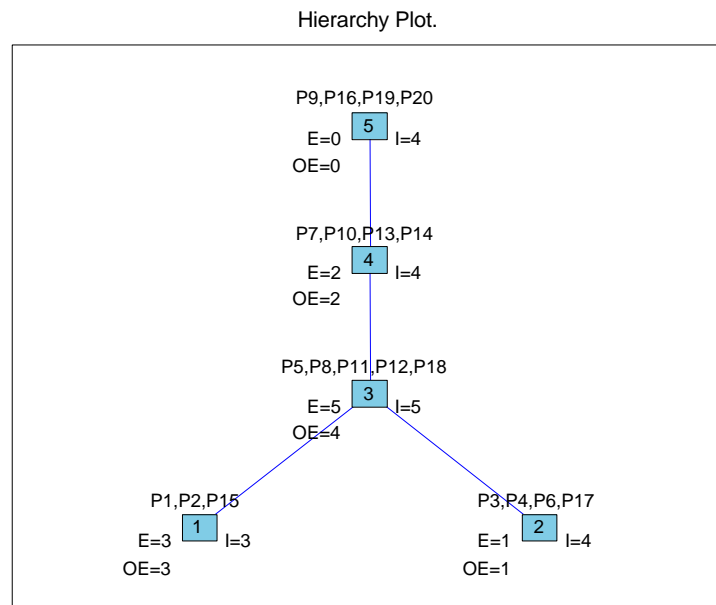 Hierarchy Plot.
P9,P16,P19,P20
5
E=0 I=4
OE=0
P7,P10,P13,P14
4
E=2 I=4
OE=2
P5,P8,P11,P12,P18
3
E=5 I=5
OE=4
P1,P2,P15 P3,P4,P6,P17
1 2
E=3 I=3 E=1 I=4
OE=3 OE=1